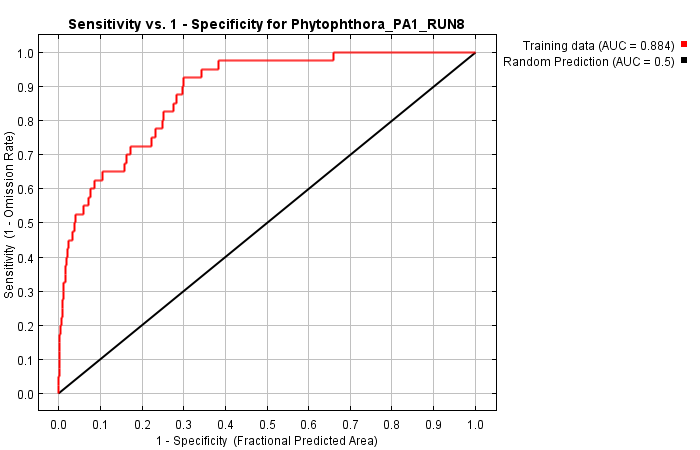 Sensitivity vs. 1 - Specificity for Phytophthora_PA1_RUN8
Training data (AUC = 0.884)
Random Prediction (AUC = 0.5)
Sensitivity (1 - Omission Rate)
1.0
0.9
0.8
0.7
0.6
0.5
0.4
0.3
0.2
0.1
0.0
0.0 0.1 0.2 0.3 0.4 0.5 0.6 0.7 0.8 0.9 1.0
1 - Specificity (Fractional Predicted Area)